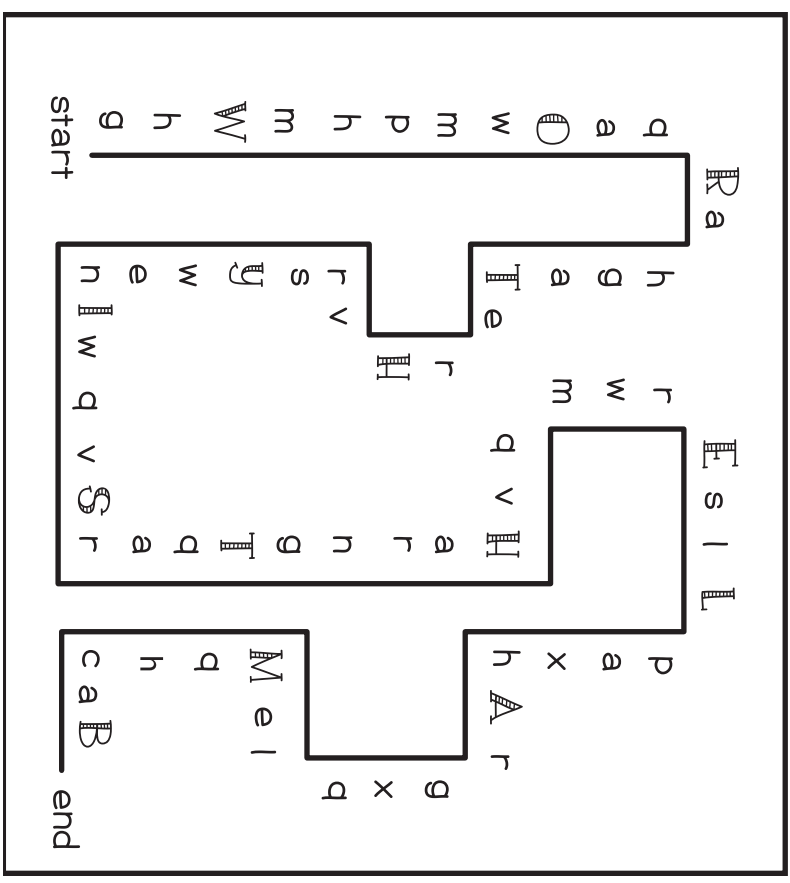 start
g h W m h p m w O a q
R a
h g a T
e
r H
v
r s Y w e n
I w q v S
r a q T g n r a H
v q
m w r
E s l L
p a x h
A r
g x q
l e
M q h c
a B
end